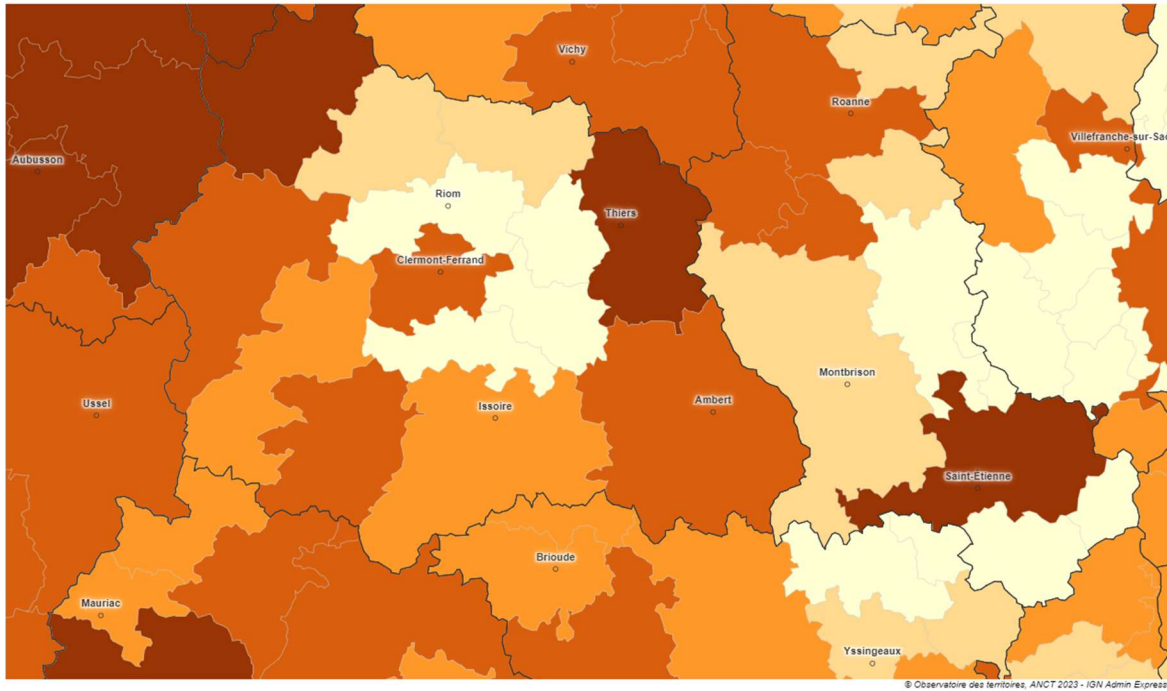 Vichy
Roanne
Villefranche-sur-Sa
Aubusson
Riom
Thiers
Clermont-Ferrand
Montbrison
Ussel
Issoire
Ambert
Saint-Etienne
Brioude
Mauriac
Yssingeaux
© Observatoire des territoires, ANCT 2023 - IGN Admin Express